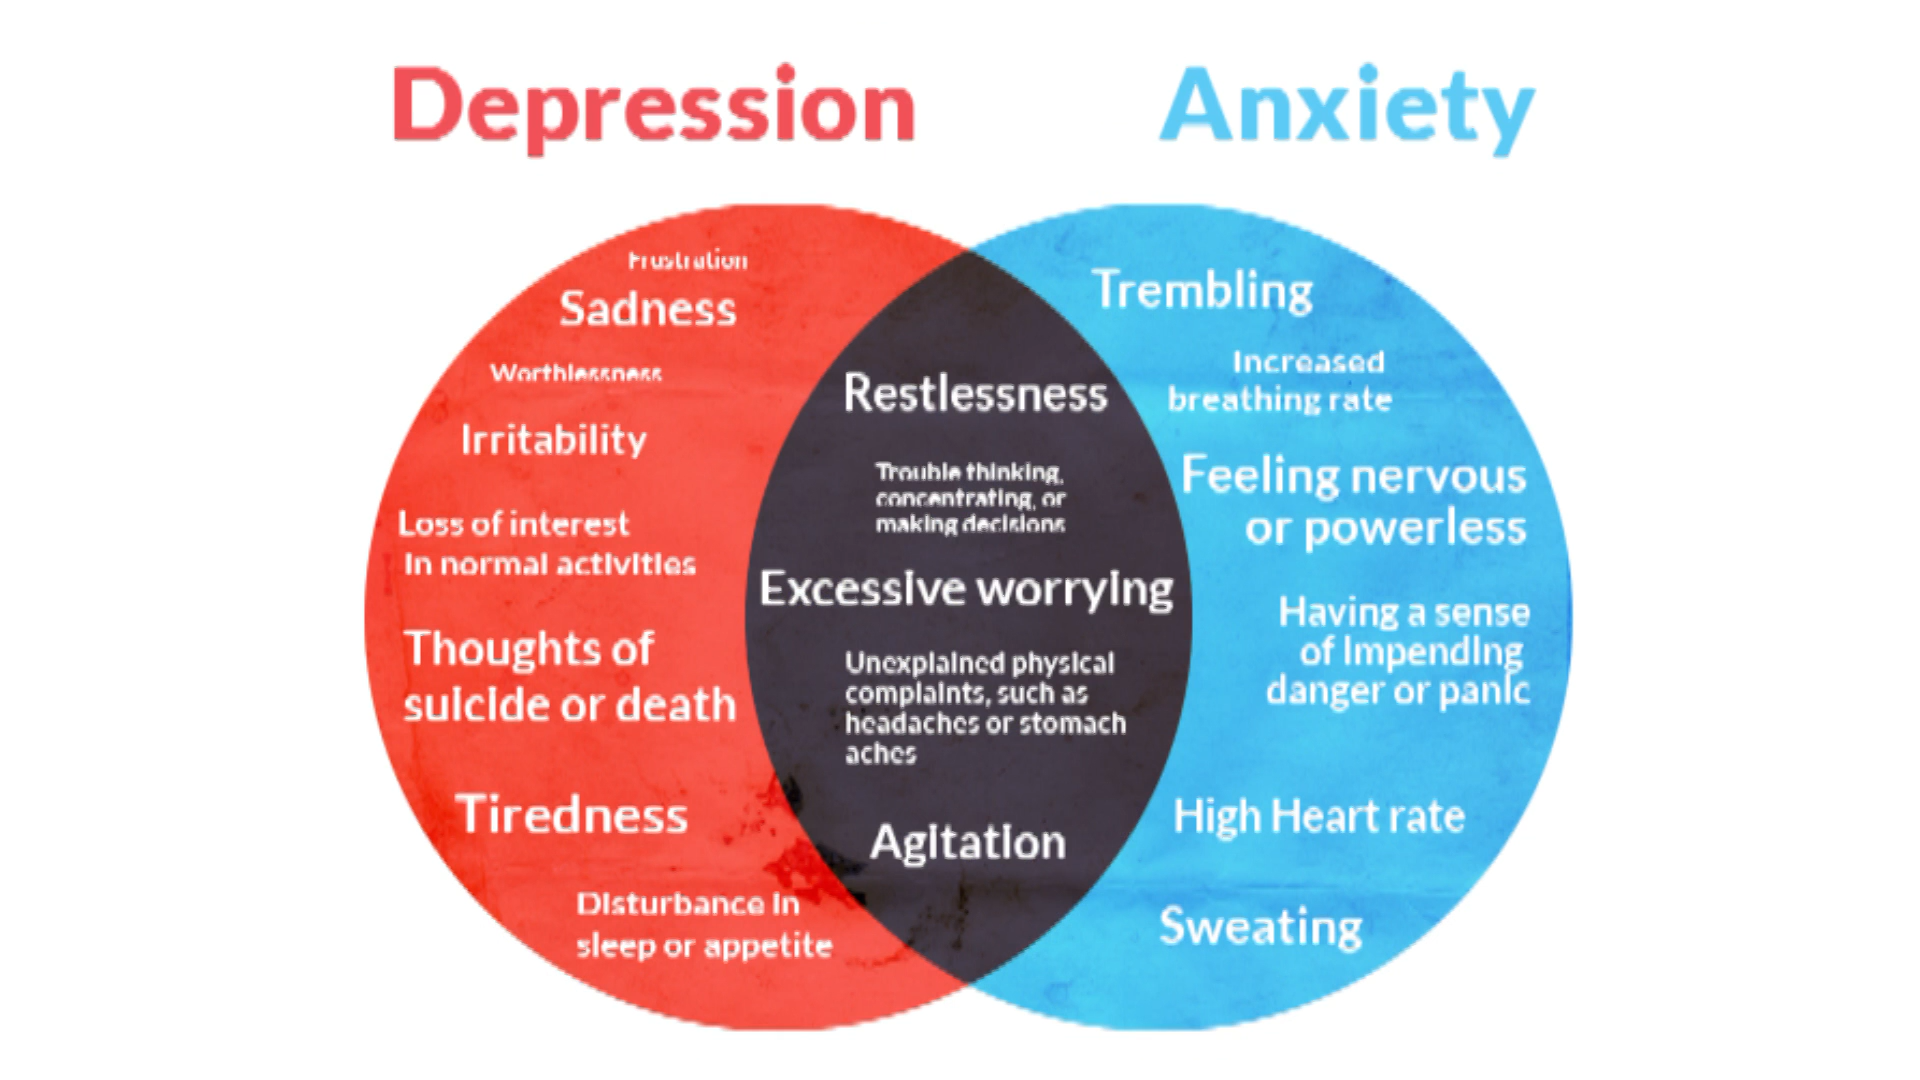 Depression
Anxiety
Frustration
Sadness
Worthlessness
Irritability
Loss of interest
In normal activities
Thoughts of
suicide or death
Tiredness
Disturbance in
sleep or appetite
Restlessness
Trouble thinking,
concentrating, or
making decisions
Excessive worrying
Unexplained physical
complaints, such as
headaches or stomach
aches
Agitation
Trembling
Increased
breathing rate
Feeling nervous
or powerless
Having a sense
of impending
danger or panic
High Heart rate
Sweating